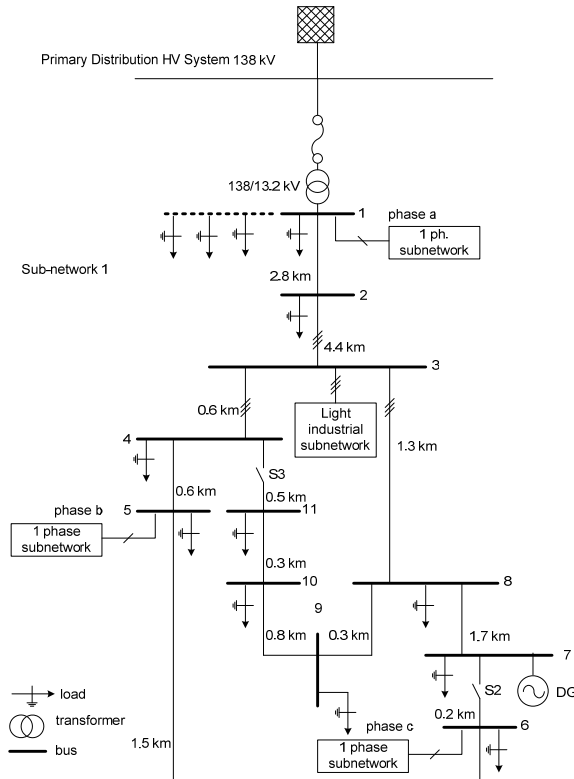 Primary Distribution HV System 138 kV
138/13.2 kV
1
phase a
1 ph.
subnetwork
Sub-network 1
2.8 km
2
4.4 km
3
0.6 km
Light
industrial
subnetwork
1.3 km
4
S3
0.6 km
0.5 km
phase b
5
11
1 phase
subnetwork
0.3 km
10
8
9
0.8 km
0.3 km
1.7 km
7
S2
DG
load
0.2 km
6
transformer
phase c
1 phase
subnetwork
bus
1.5 km